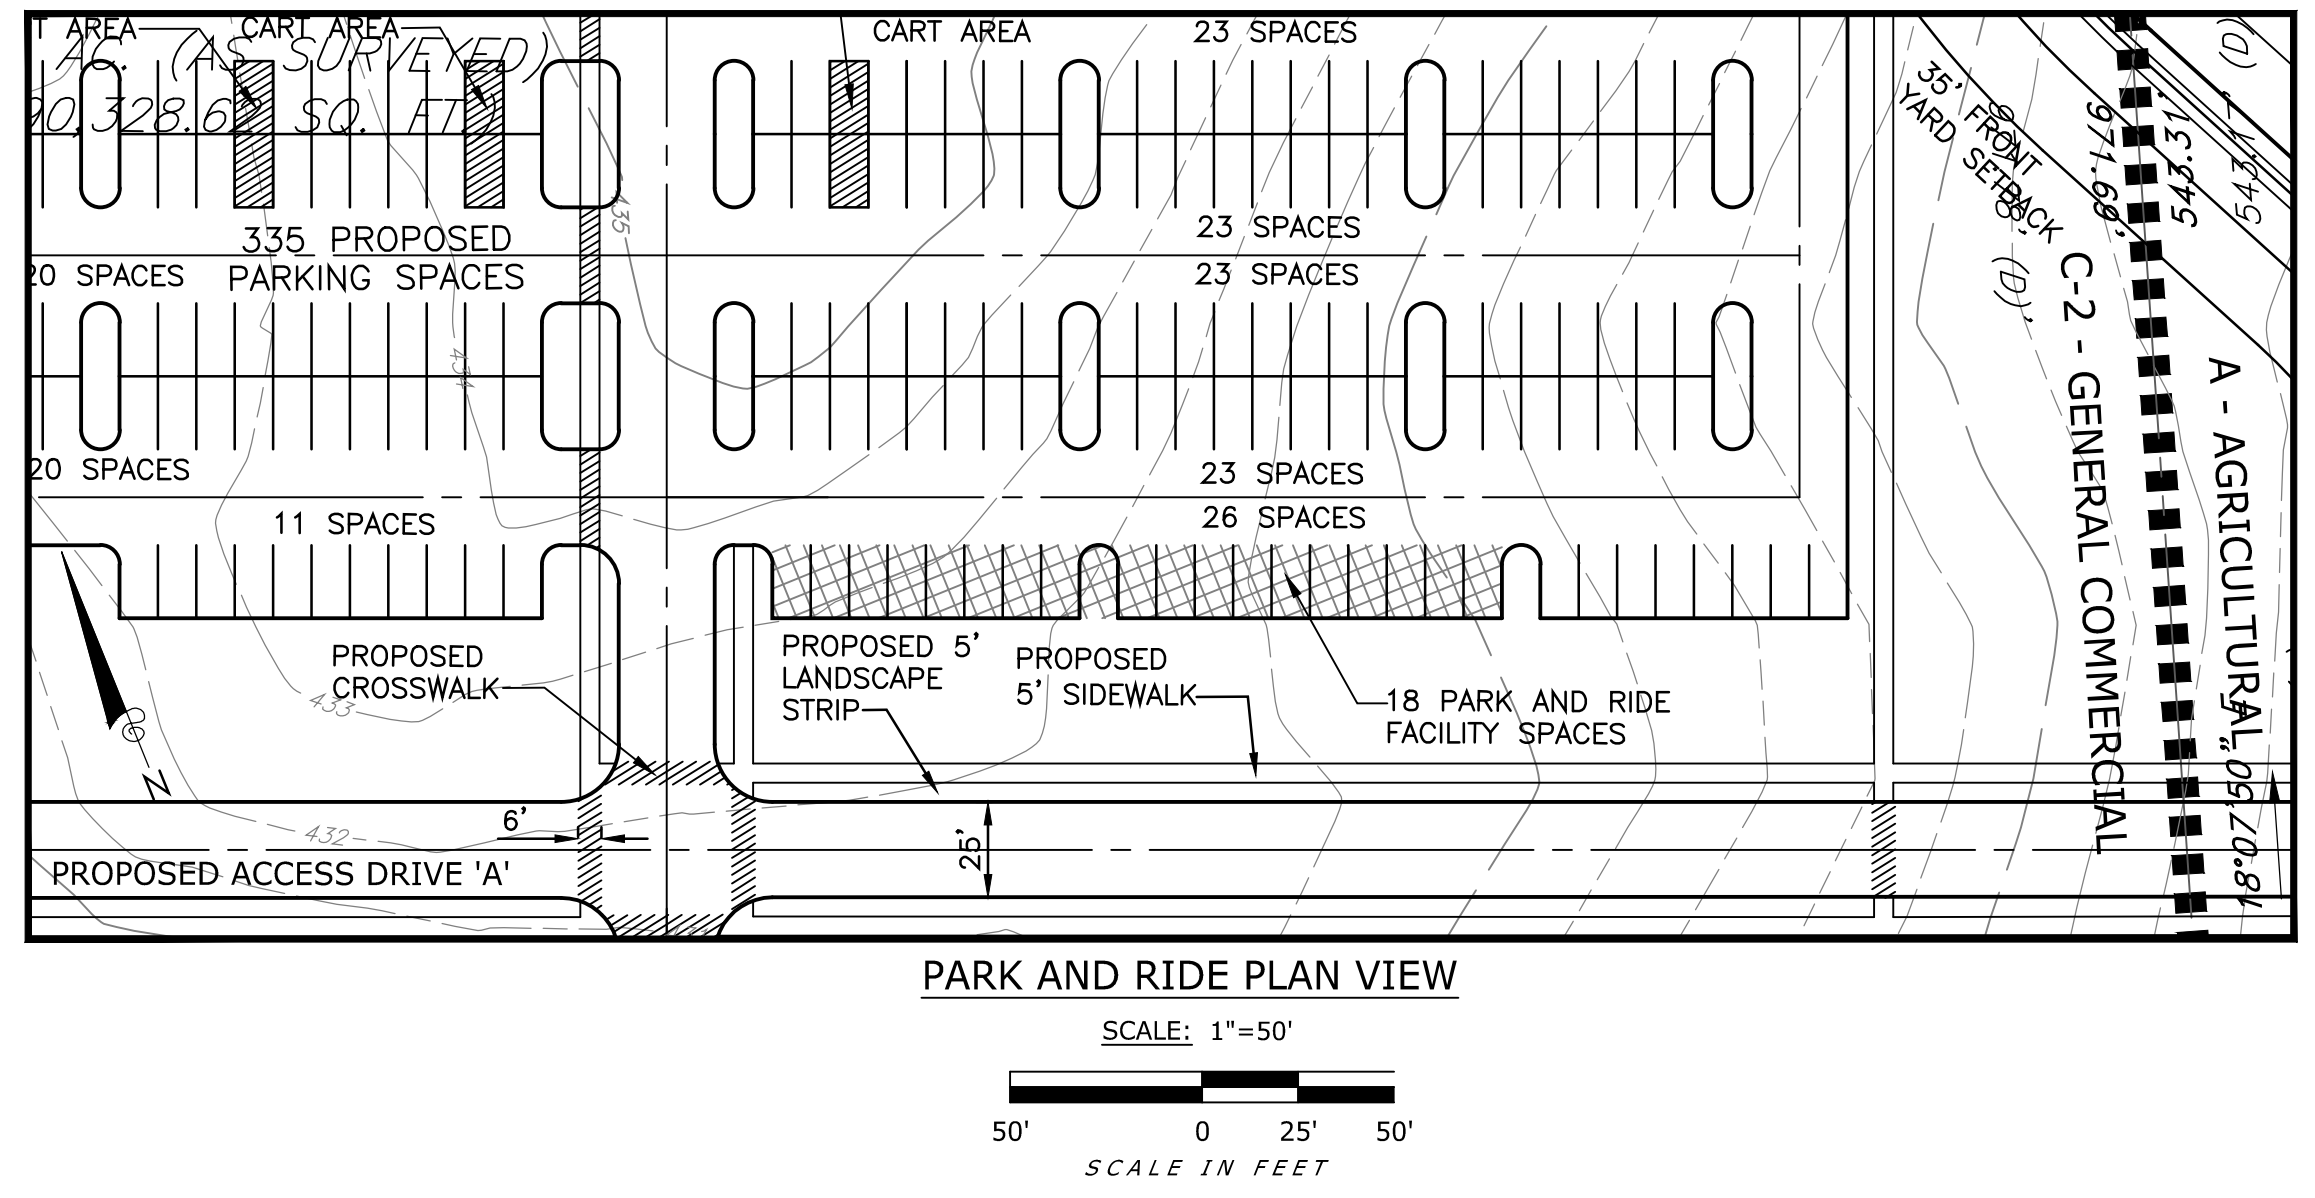 T AREA
CART AREA
CART AREA
23 SPACES
AC. (AS SURVEYED)
90,328.62 SQ. FT.)
35' FRONT
YARD SETBACK
971.69'
543.31'
(D)
(D)
335 PROPOSED
PARKING SPACES
20 SPACES
23 SPACES
23 SPACES
435
434
C-2 - GENERAL COMMERCIAL
A - AGRICULTURAL
20 SPACES
23 SPACES
11 SPACES
26 SPACES
PROPOSED
CROSSWALK
PROPOSED 5'
LANDSCAPE
STRIP
PROPOSED
5' SIDEWALK
18 PARK AND RIDE
FACILITY SPACES
433
N
6'
25'
432
PROPOSED ACCESS DRIVE 'A'
PARK AND RIDE PLAN VIEW
SCALE: 1"=50'
50' 0 25' 50'
SCALE IN FEET